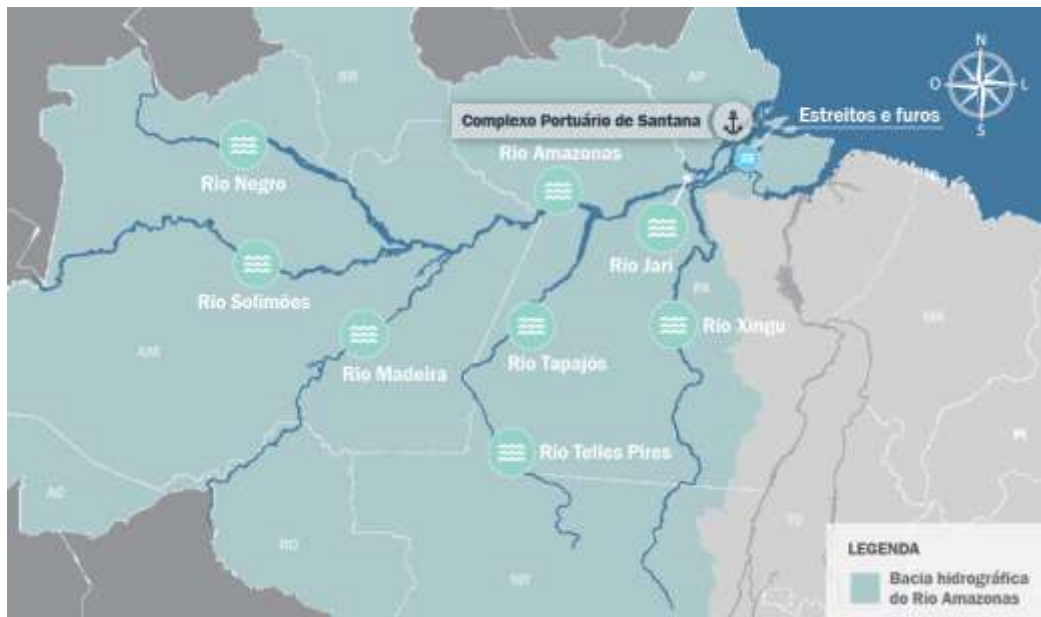 N
RR
AP
O
L
Complexo Portuário de Santana
Estreitos e furos
S
Rio Amazonas
Rio Negro
Rio Jari
Rio Solimões
PA
Rio Xingu
MA
AM
Rio Madeira
Rio Tapajós
Rio Telles Pires
PI
AC
TO
RO
MT
LEGENDA
Bacia hidrográfica
do Rio Amazonas